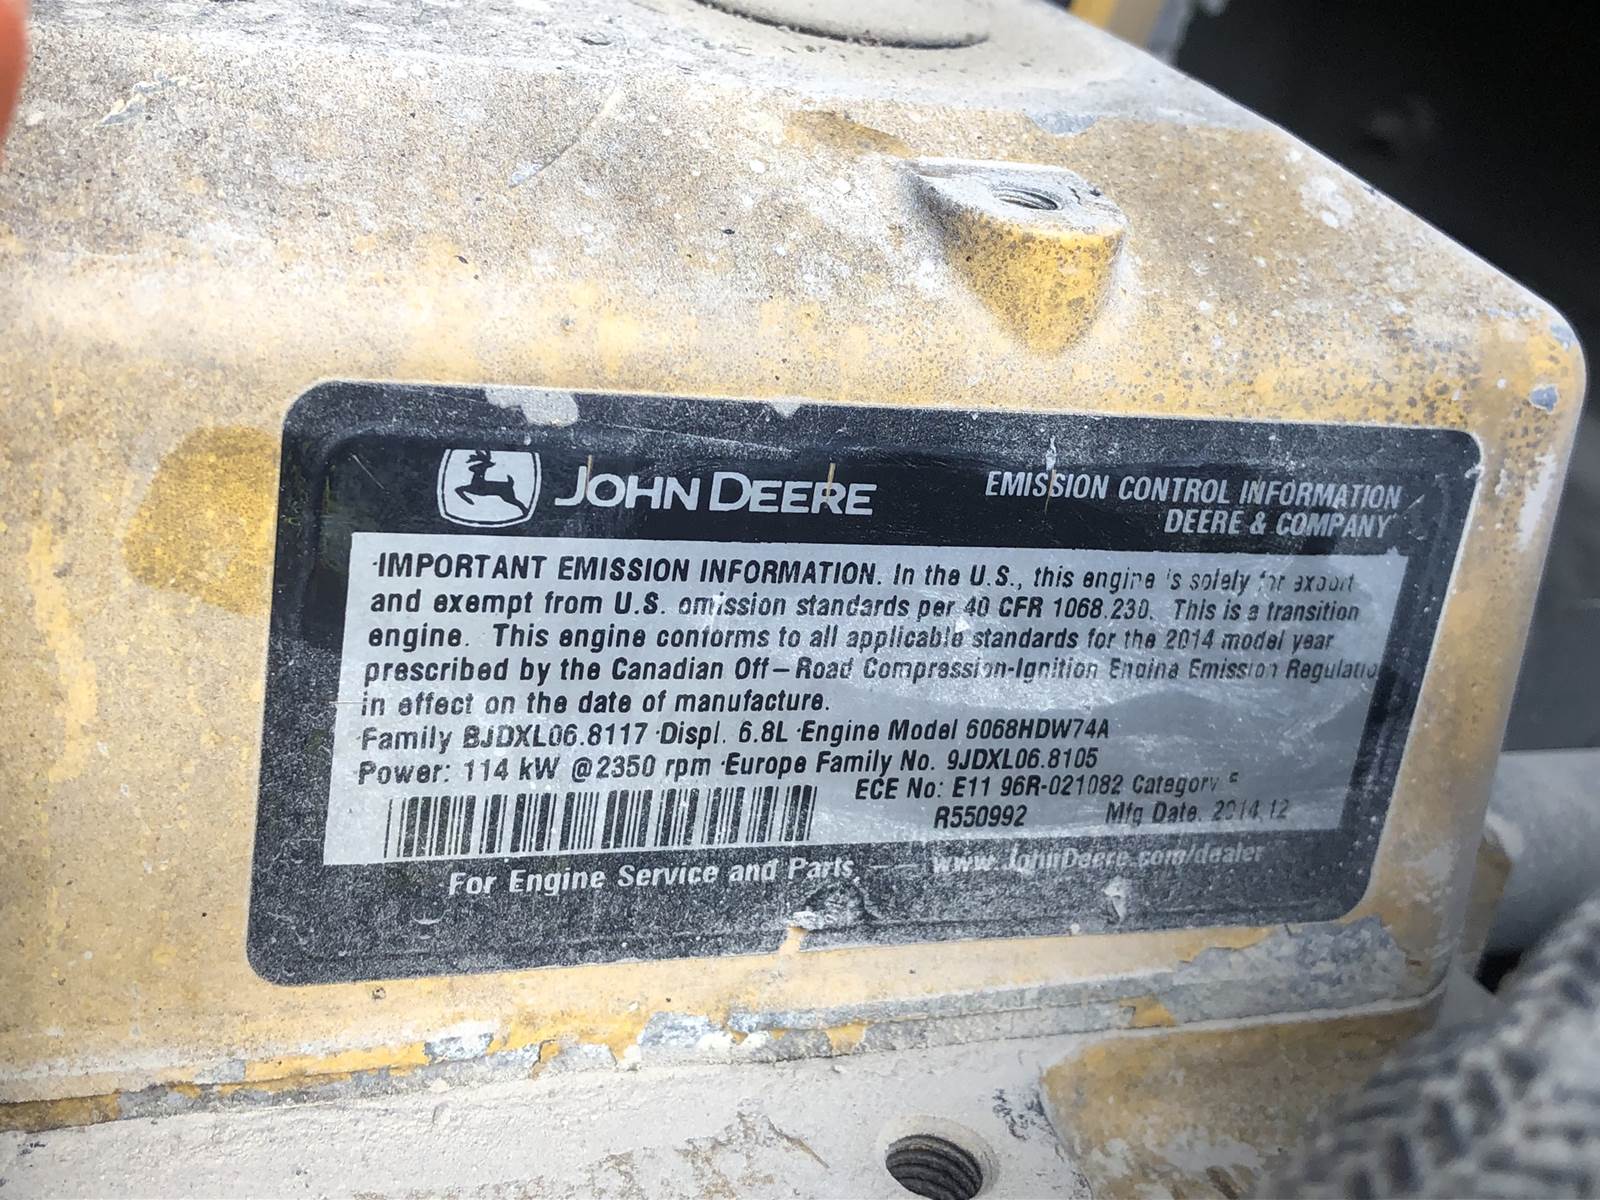 JOHN DEERE
EMISSION CONTROL INFORMATION
DEERE & COMPANY
IMPORTANT EMISSION INFORMATION. In the U.S., this engine is solely for export
and exempt from U.S. emission standards per 40 CFR 1068.230. This is a transition
engine. This engine conforms to all applicable standards for the 2014 model year
prescribed by the Canadian Off-Road Compression-Ignition Engine Emission Regulatio
in effect on the date of manufacture.
Family BJDXL06.8117 Displ. 6.8L Engine Model 6068HDW74A
Power: 114 kW @2350 rpm Europe Family No. 9JDXL06.8105
ECE No: E11 96R-021082 Category
R550992 Mfg Date. 2014.12
For Engine Service and Parts, — www.JohnDeere.com/dealer